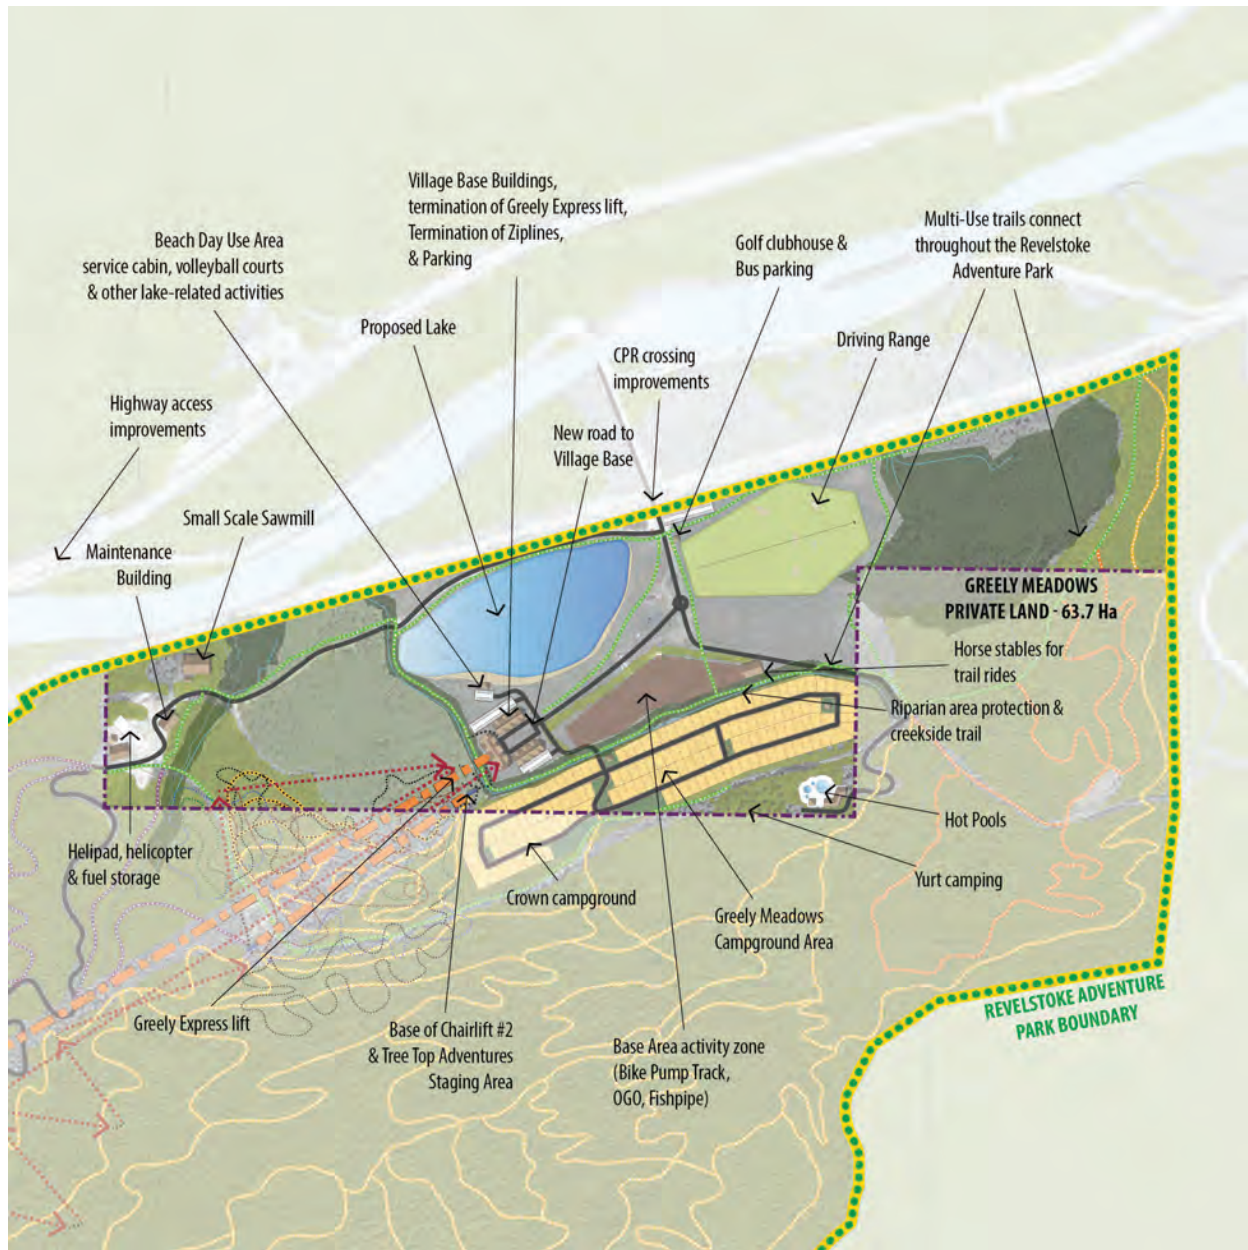 Village Base Buildings,
termination of Greely Express lift,
Termination of Ziplines,
& Parking
Beach Day Use Area
service cabin, volleyball courts
& other lake-related activities
Golf clubhouse &
Bus parking
Multi-Use trails connect
throughout the Revelstoke
Adventure Park
Proposed Lake
CPR crossing
improvements
Driving Range
Highway access
improvements
New road to
Village Base
Small Scale Sawmill
Maintenance
Building
GREELY MEADOWS
PRIVATE LAND - 63.7 Ha
Horse stables for
trail rides
Riparian area protection &
creekside trail
Hot Pools
Helipad, helicopter
& fuel storage
Yurt camping
Crown campground
Greely Meadows
Campground Area
REVELSTOKE ADVENTURE
PARK BOUNDARY
Greely Express lift
Base of Chairlift #2
& Tree Top Adventures
Staging Area
Base Area activity zone
(Bike Pump Track,
OGO, Fishpipe)